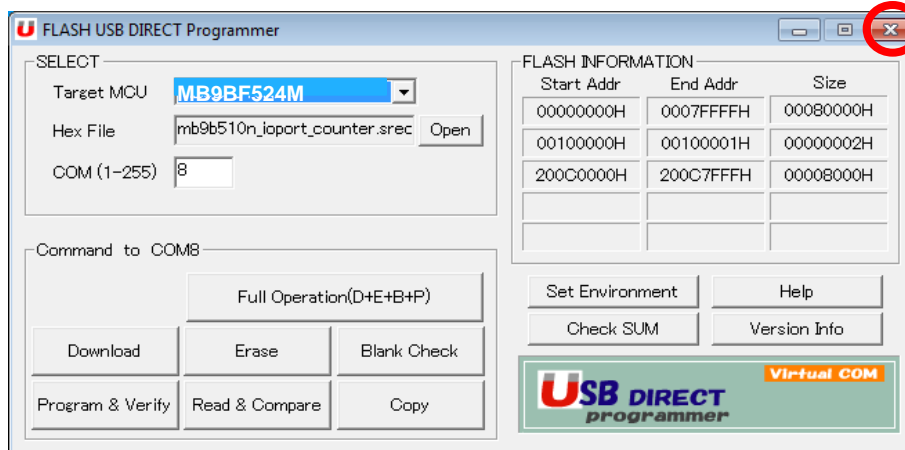 FLASH USB DIRECT Programmer
SELECT
Target MCU MB9BF524M
Hex File mb9b510n_ioport_counter.srec Open
COM (1-255) 8
Command to COM8
Full Operation(D+E+B+P)
Download Erase Blank Check
Program & Verify Read & Compare Copy
FLASH INFORMATION
Start Addr End Addr Size
00000000H 0007FFFFH 00080000H
00100000H 00100001H 00000002H
200C0000H 200C7FFFH 00008000H
Set Environment Help
Check SUM Version Info
Virtual COM
USB DIRECT
programmer